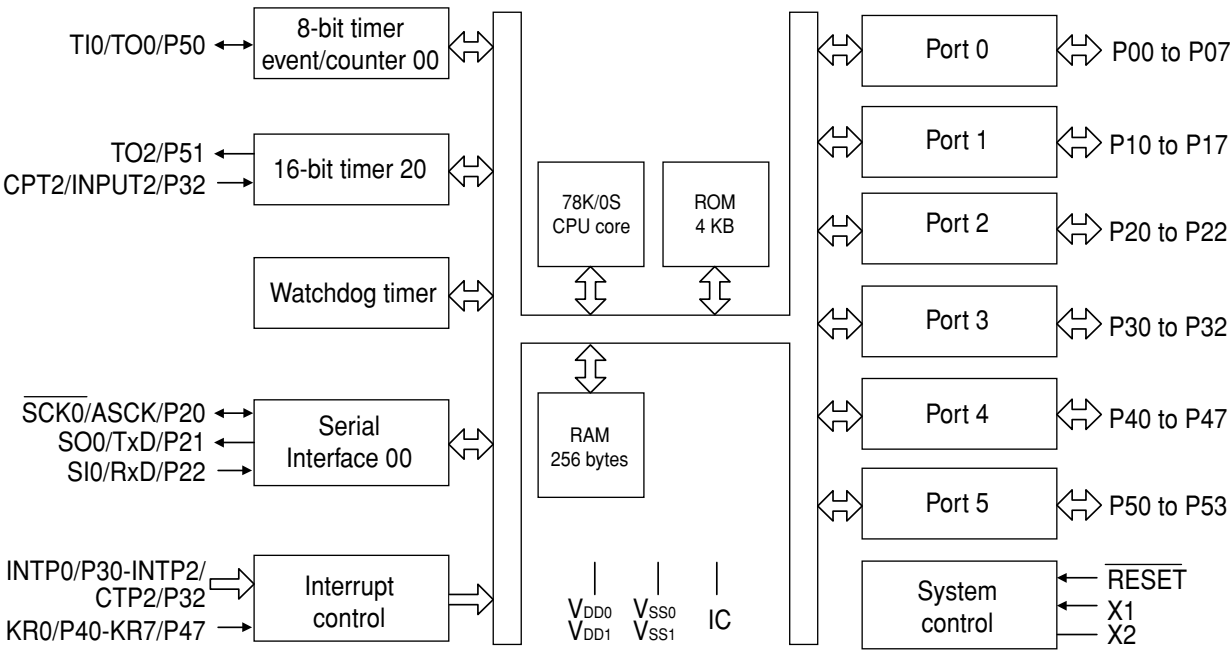 TI0/TO0/P50
8-bit timer
event/counter 00
TO2/P51
CPT2/INPUT2/P32
16-bit timer 20
Watchdog timer
SCK0/ASCK/P20
SO0/TxD/P21
SI0/RxD/P22
Serial
Interface 00
INTP0/P30-INTP2/
CTP2/P32
KR0/P40-KR7/P47
Interrupt
control
78K/0S
CPU core
ROM
4 KB
RAM
256 bytes
VDD0
VDD1
VSS0
VSS1
IC
Port 0
P00 to P07
Port 1
P10 to P17
Port 2
P20 to P22
Port 3
P30 to P32
Port 4
P40 to P47
Port 5
P50 to P53
System
control
RESET
X1
X2